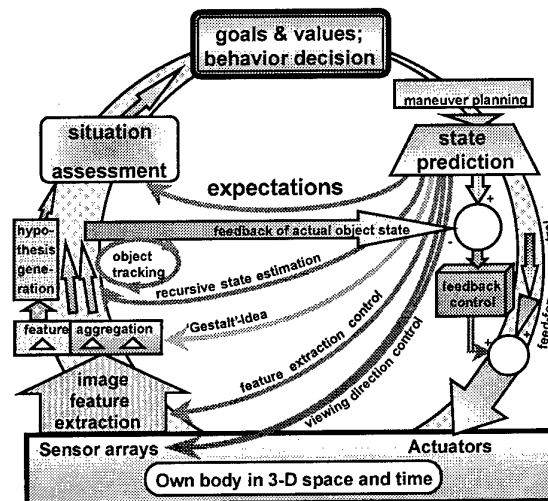 goals & values;
behavior decision
maneuver planning
situation
assessment
state
prediction
expectations
+
hypo-
thesis
gene-
ration
feedback of actual object state
-
object
tracking
recursive state estimation
feedback
control
feature aggregation
'Gestalt'-idea
+
+
feature extraction control
viewing direction control
image
feature
extraction
Sensor arrays
Actuators
Own body in 3-D space and time